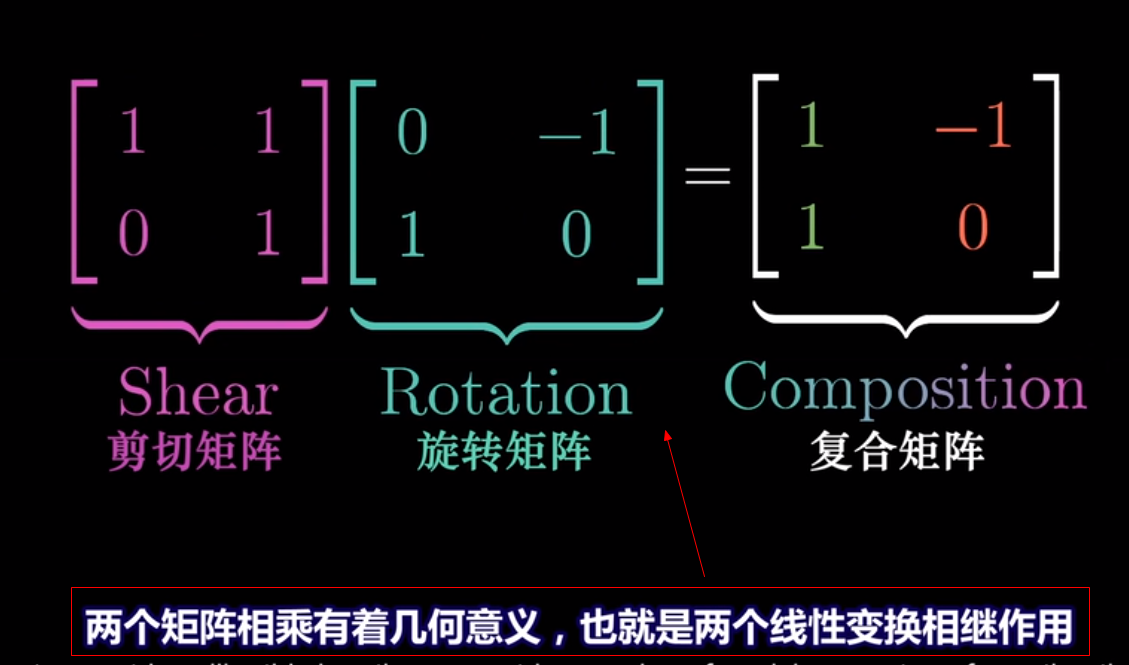 1 1 0 -1 = 1 -1
0 1 1 0 1 0
Shear Rotation Composition
剪切矩阵 旋转矩阵 复合矩阵
两个矩阵相乘有着几何意义，也就是两个线性变换相继作用